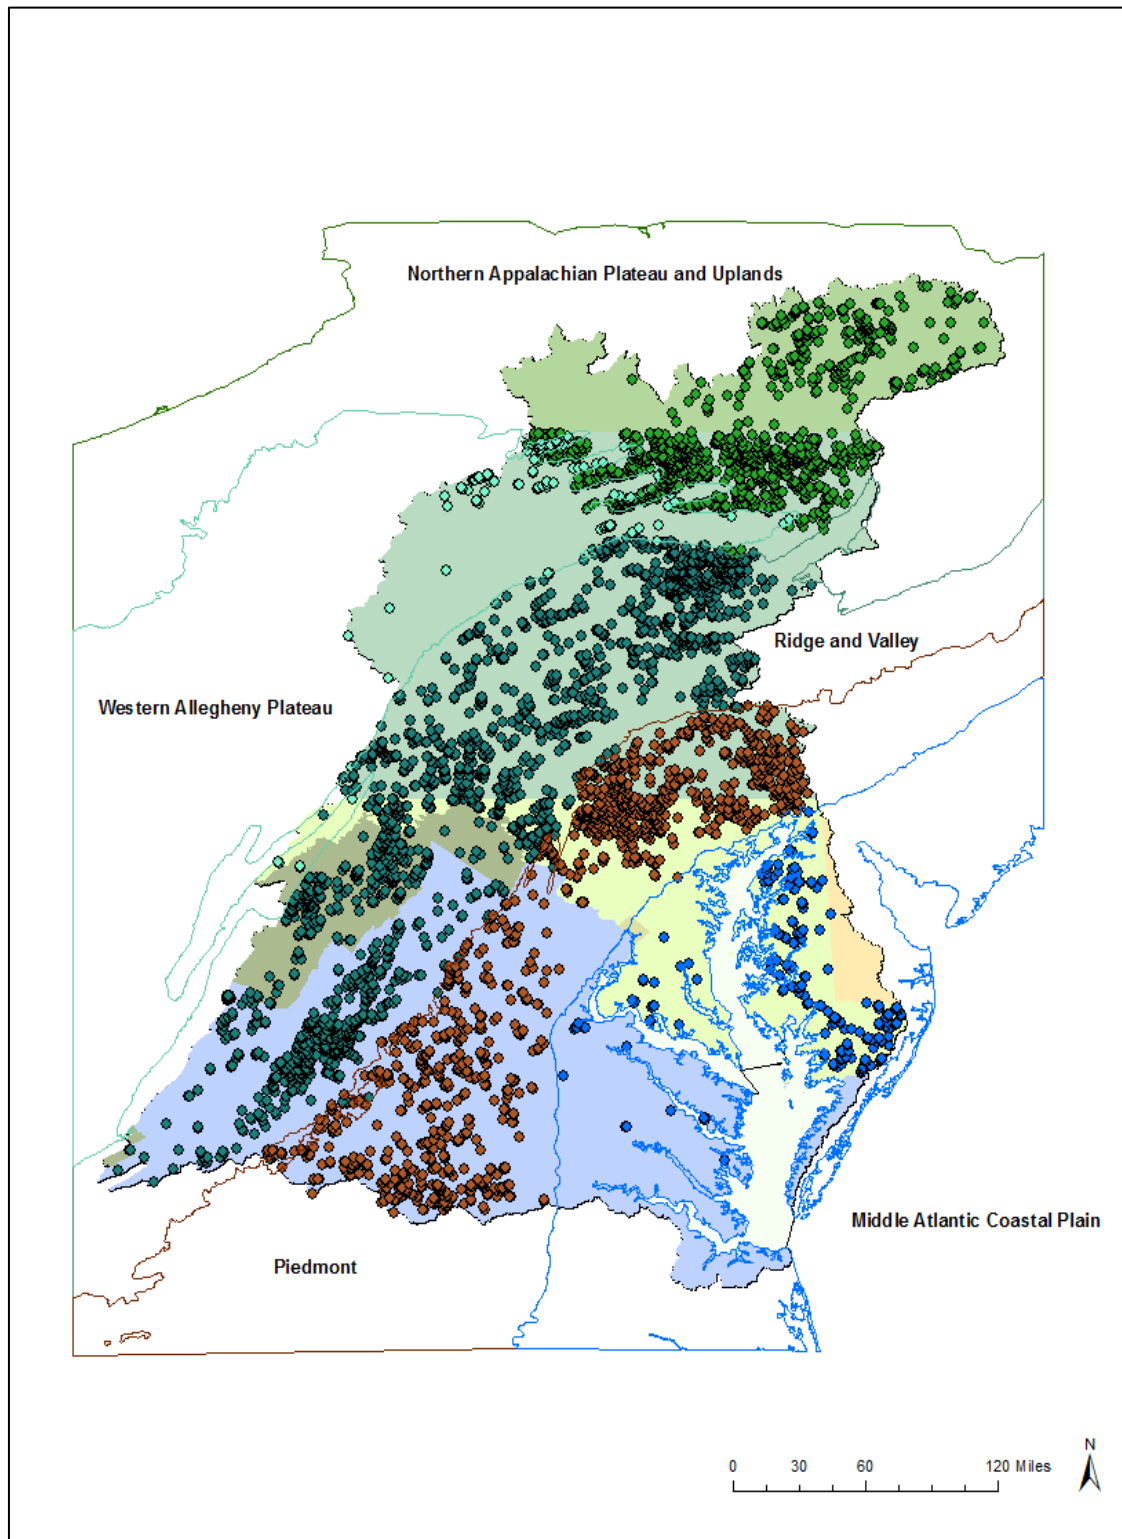 Northern Appalachian Plateau and Uplands
Ridge and Valley
Western Allegheny Plateau
Middle Atlantic Coastal Plain
Piedmont
N
0 30 60 120 Miles